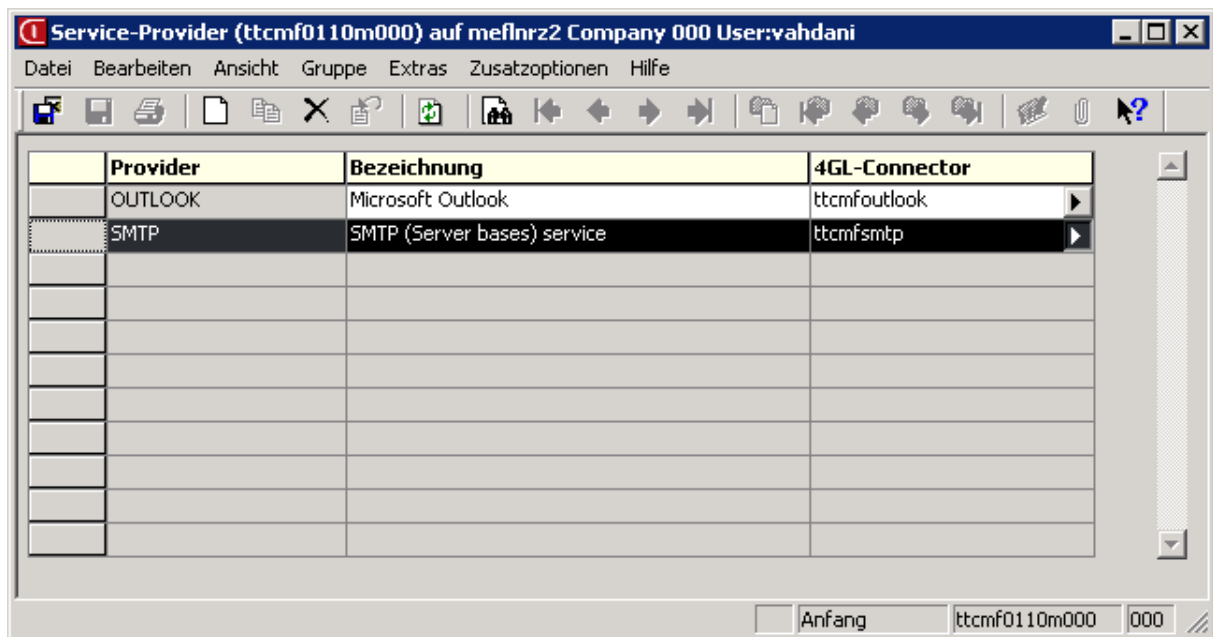 Service-Provider (ttcmf0110m000) auf meflnrz2 Company 000 User:vahdani
Datei Bearbeiten Ansicht Gruppe Extras Zusatzoptionen Hilfe
Provider Bezeichnung 4GL-Connector
OUTLOOK Microsoft Outlook ttcmfoutlook
SMTP SMTP (Server bases) service ttcmfsmtp
Anfang ttcmf0110m000 000